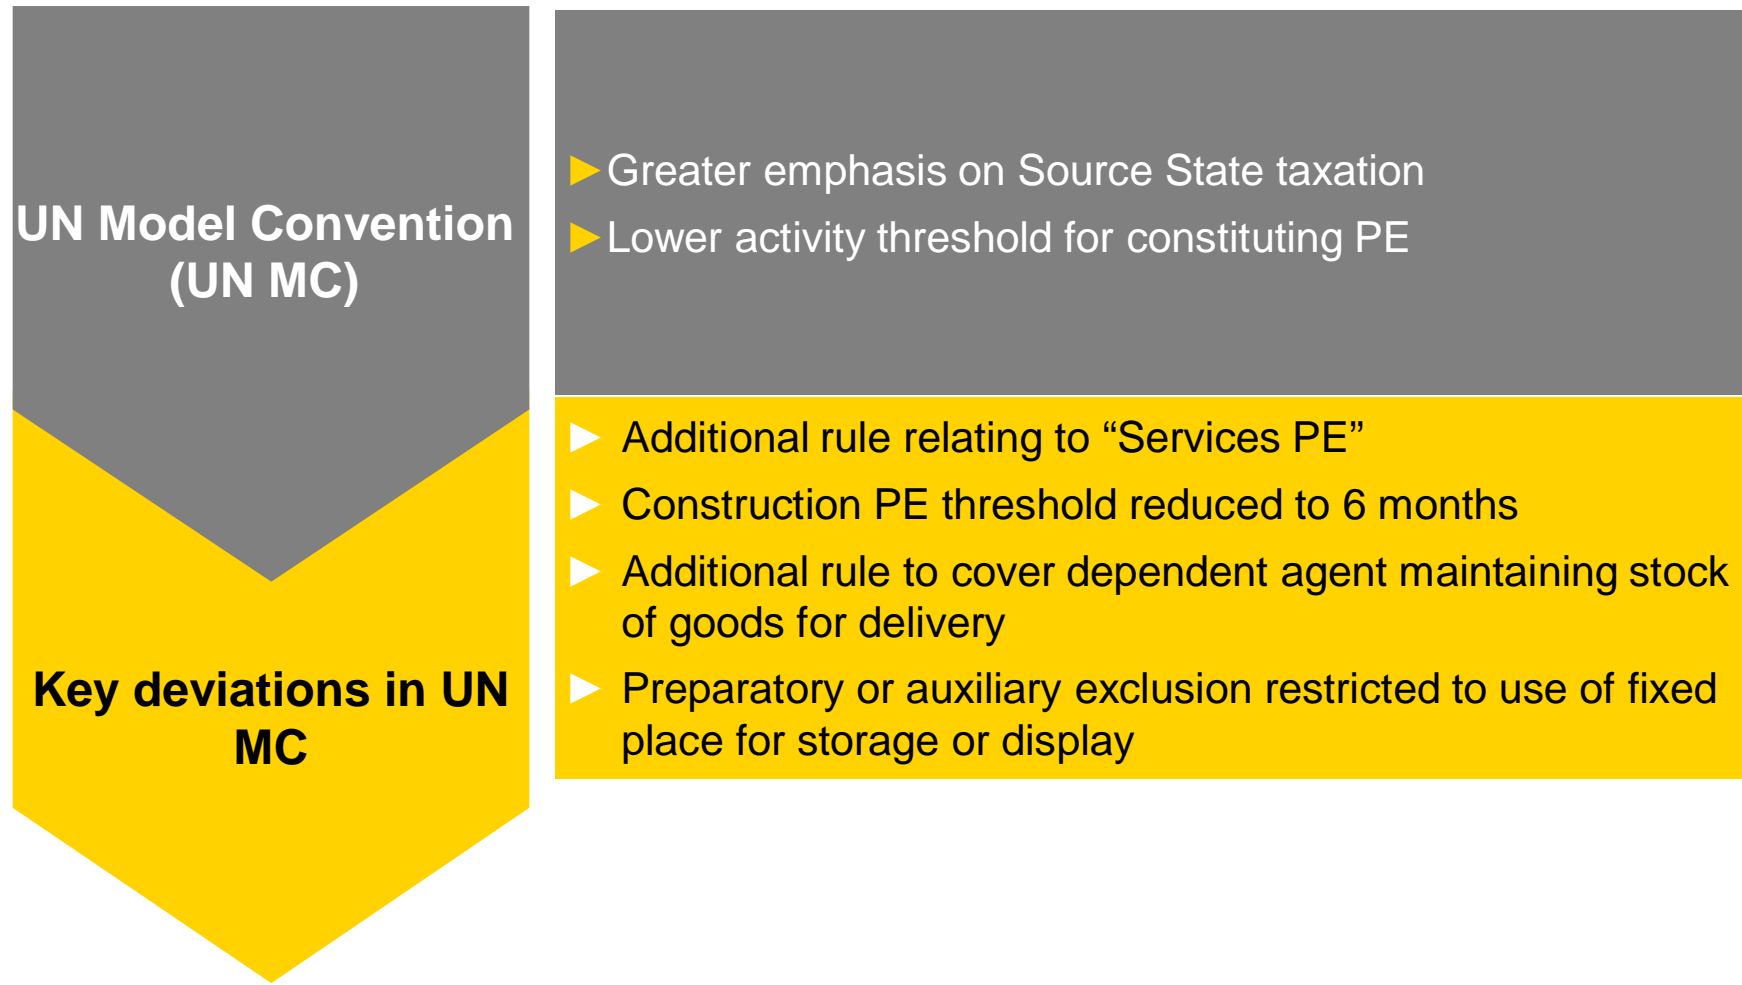 UN Model Convention
(UN MC)
►Greater emphasis on Source State taxation
►Lower activity threshold for constituting PE
Key deviations in UN
MC
► Additional rule relating to “Services PE”
► Construction PE threshold reduced to 6 months
► Additional rule to cover dependent agent maintaining stock
of goods for delivery
► Preparatory or auxiliary exclusion restricted to use of fixed
place for storage or display